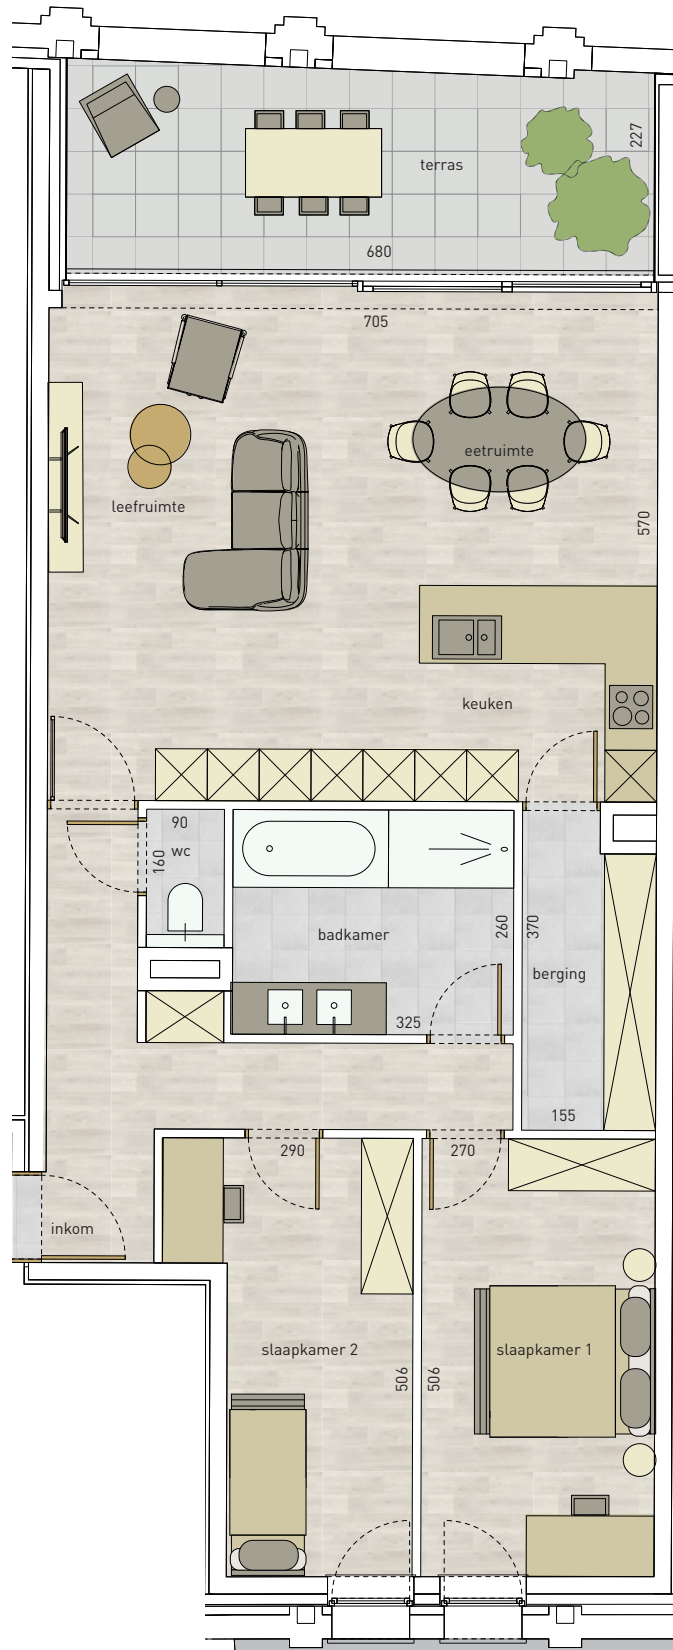 227
terras
680
705
eetruimte
leefruimte
570
keuken
90
wc
160
badkamer
260
370
berging
325
155
290
270
inkom
slaapkamer 2
slaapkamer 1
506
506